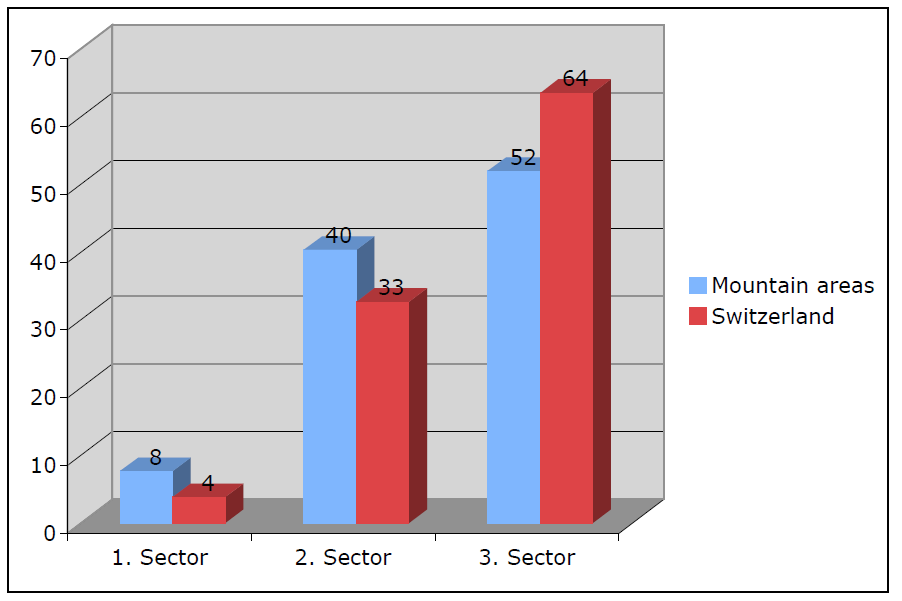 70
60
50
40
30
20
10
0
8
4
40
33
52
64
1. Sector
2. Sector
3. Sector
Mountain areas
Switzerland